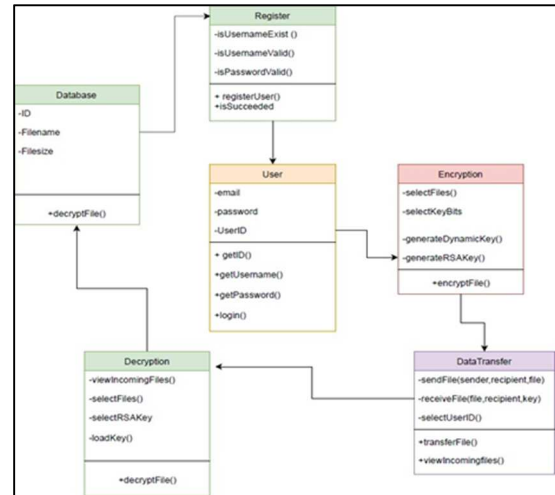 Register
-isUsernameExist ()
-isUsernameValid()
-isPasswordValid()
+ registerUser()
+isSucceeded
Database
-ID
-Filename
-Filesize
+decryptFile()
User
-email
-password
-UserID
+ getID()
+getUsername()
+getPassword()
+login()
Encryption
-selectFiles()
-selectKeyBits
-generateDynamicKey()
-generateRSAKey()
+encryptFile()
Decryption
-viewIncomingFiles()
-selectFiles()
-selectRSAKey
-loadKey()
+decryptFile()
DataTransfer
-sendFile(sender,recipient,file)
-receiveFile(file,recipient,key)
-selectUserID()
+transferFile()
+viewIncomingfiles()